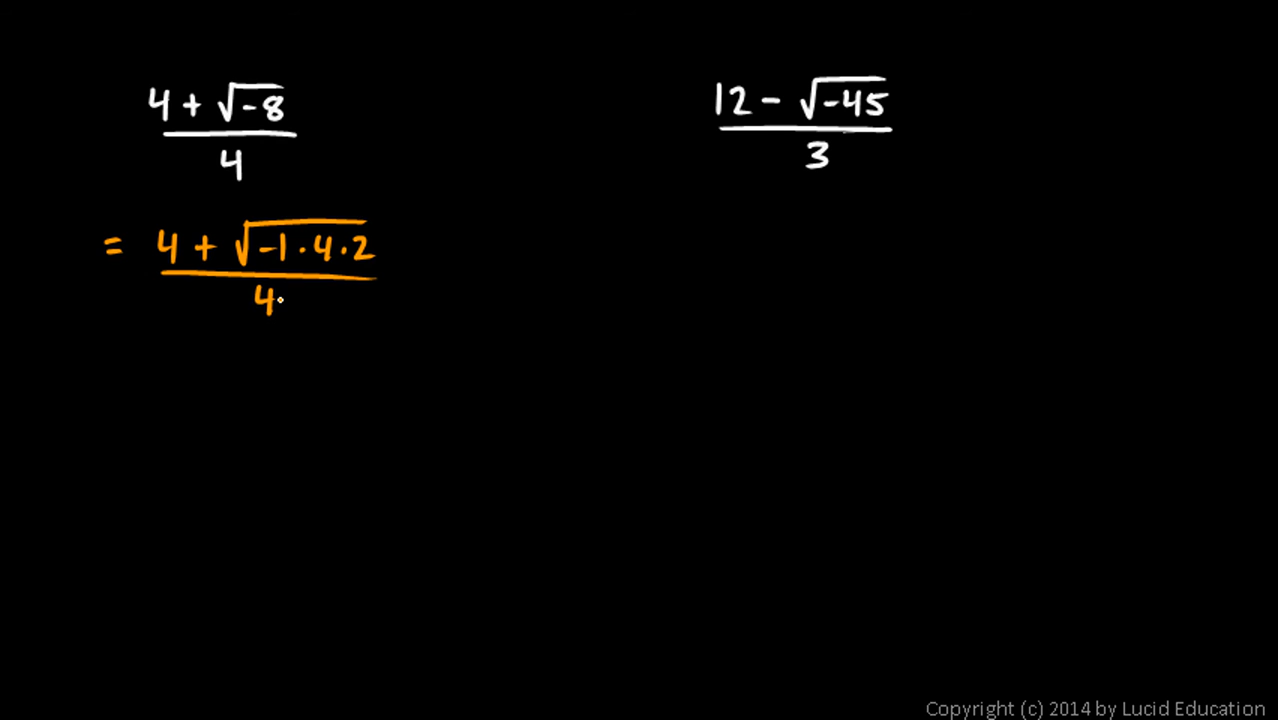 4 + √-8
4
12 - √-45
3
= 4 + √-1 · 4 · 2
4
Copyright (c) 2014 by Lucid Education